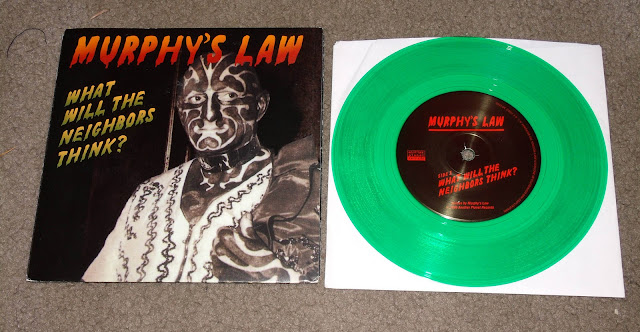 MURPHY'S LAW
WHAT
WILL THE
NEIGHBORS
THINK?
MURPHY'S LAW
WHAT WILL THE
NEIGHBORS THINK?